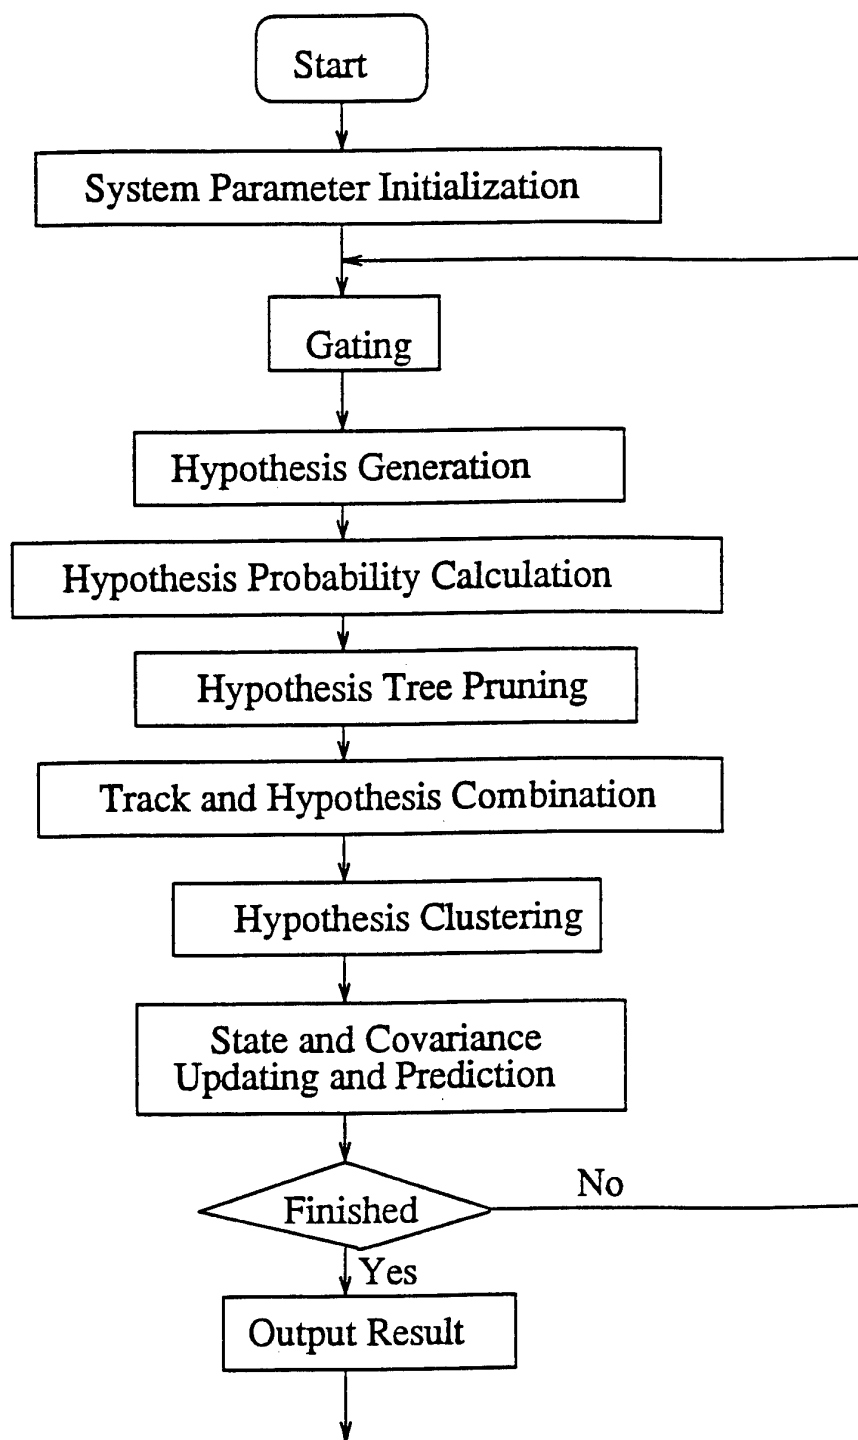 Start
System Parameter Initialization
Gating
Hypothesis Generation
Hypothesis Probability Calculation
Hypothesis Tree Pruning
Track and Hypothesis Combination
Hypothesis Clustering
State and Covariance
Updating and Prediction
No
Finished
Yes
Output Result